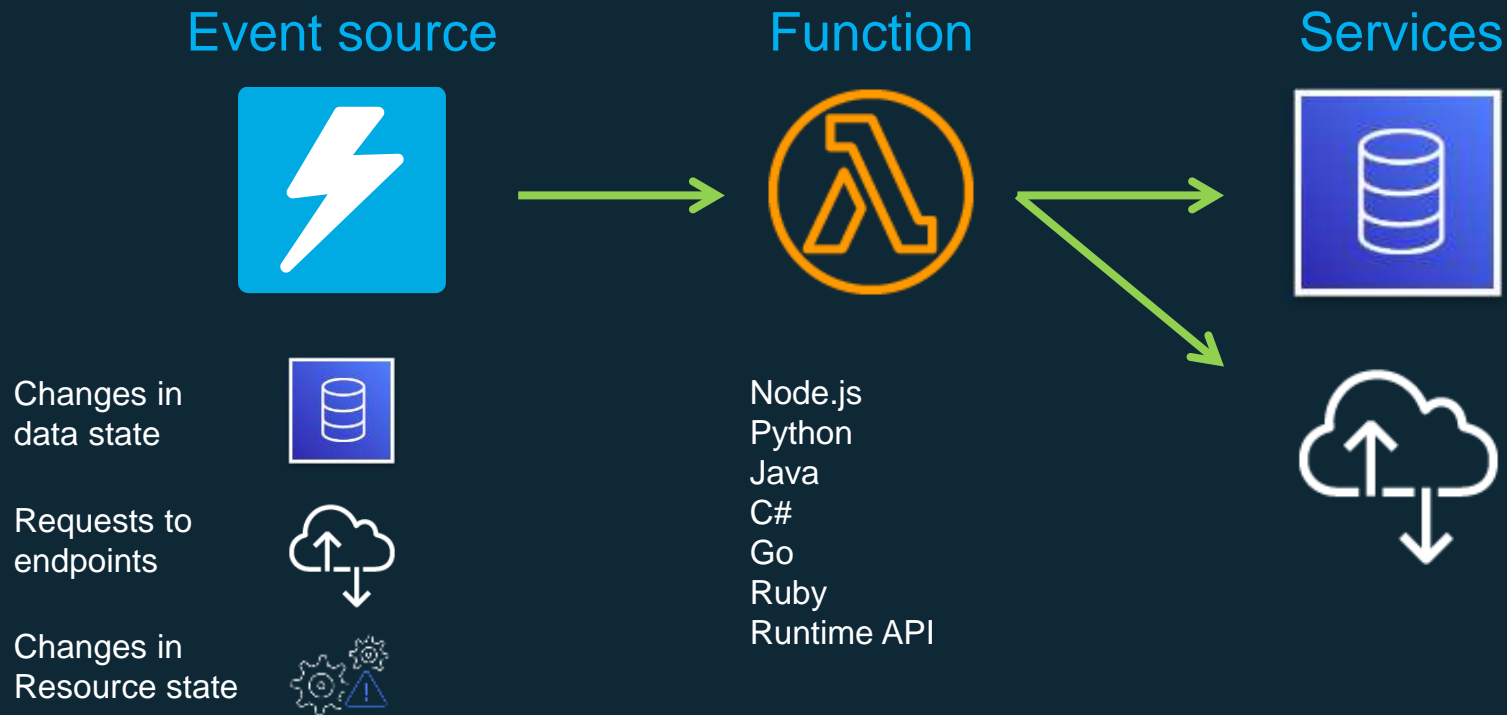 Event source
Function
Services
Changes in
data state
Requests to
endpoints
Changes in
Resource state
Node.js
Python
Java
C#
Go
Ruby
Runtime API